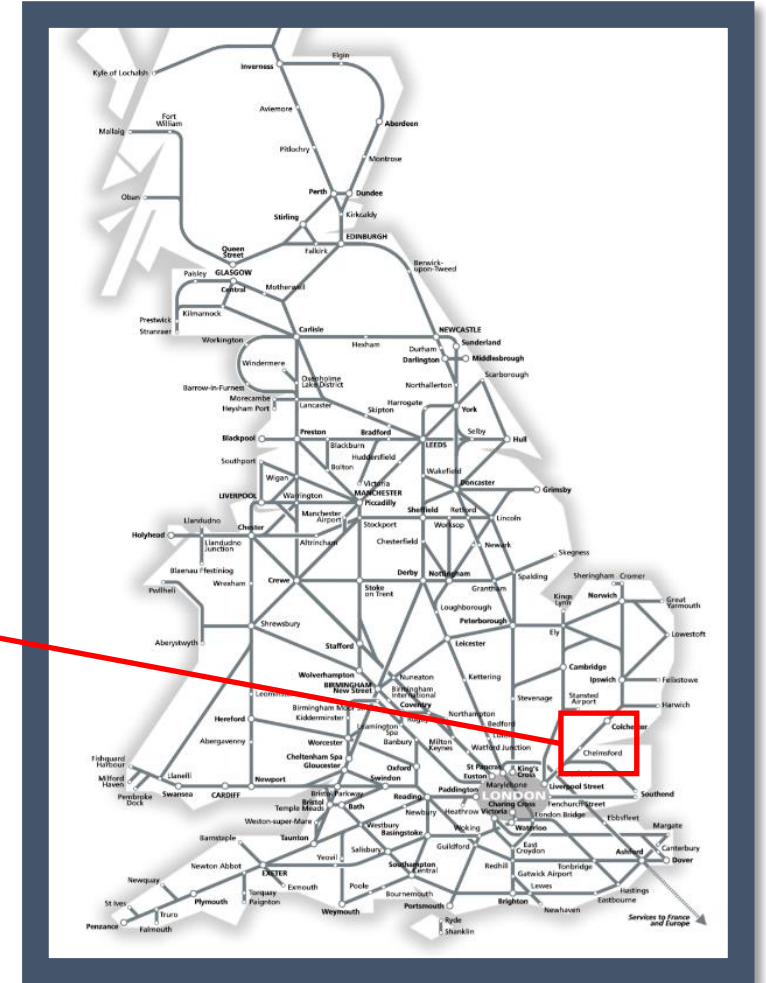 Elgin
Inverness
Kyle of Lochalsh
Aviemore
Fort
William
Aberdeen
Mallaig
Pitlochry
Montrose
Perth
Dundee
Oban
Stirling
Kirkcaldy
EDINBURGH
Queen
Street
Falkirk
Berwick-
upon-Tweed
Paisley
GLASGOW
Central
Motherwell
Kilmarnock
Prestwick
Stranraer
Carlisle
NEWCASTLE
Workington
Hexham
Sunderland
Durham
Darlington
Middlesbrough
Windermere
Scarborough
Oxenholme
Lake District
Northallerton
Barrow-in-Furness
Morecambe
Heysham Port
Lancaster
Harrogate
York
Skipton
Preston
Bradford
Selby
Blackpool
Blackburn
LEEDS
Hull
Huddersfield
Southport
Bolton
Wakefield
Wigan
Victoria
Doncaster
MANCHESTER
Piccadilly
Grimsby
LIVERPOOL
Warrington
Manchester
Airport
Sheffield
Retford
Lincoln
Llandudno
Chester
Stockport
Worksop
Holyhead
Llandudno
Junction
Altrincham
Chesterfield
Newark
Skegness
Blaenau Ffestiniog
Derby
Nottingham
Spalding
Sheringham
Cromer
Pwllheli
Wrexham
Crewe
Stoke
on Trent
Grantham
Kings
Lynn
Norwich
Great
Yarmouth
Loughborough
Shrewsbury
Peterborough
Ely
Lowestoft
Aberystwyth
Stafford
Leicester
Cambridge
Wolverhampton
Nuneaton
Kettering
Ipswich
Felixstowe
BIRMINGHAM
New Street
Birmingham
International
Stansted
Airport
Leominster
Stevenage
Coventry
Birmingham Moor
Harwich
Hereford
Kidderminster
Rugby
Northampton
Bedford
Colchester
Leamington
Spa
Abergavenny
Worcester
Banbury
Milton
Keynes
Watford Junction
Chelmsford
Cheltenham Spa
Fishguard
Harbour
Gloucester
Oxford
St Pancras
Euston
King's
Cross
Milford
Haven
Llanelli
Newport
Swindon
Marylebone
Liverpool Street
Pembroke
Dock
Swansea
CARDIFF
Bristol Parkway
Reading
Paddington
LONDON
Southend
Bristol
Temple Meads
Bath
Newbury
Heathrow
Victoria
Charing Cross
Fenchurch Street
Weston-super-Mare
Westbury
London Bridge
Ebbsfleet
Barnstaple
Taunton
Basingstoke
Woking
Waterloo
Margate
Yeovil
Salisbury
Guildford
East
Croydon
Canterbury
Newton Abbot
Southampton
Central
Redhill
Tonbridge
Ashford
Dover
Newquay
EXETER
Gatwick Airport
Exmouth
Poole
Lewes
Hastings
St Ives
Plymouth
Torquay
Paignton
Bournemouth
Eastbourne
Truro
Weymouth
Portsmouth
Brighton
Newhaven
Penzance
Falmouth
Ryde
Shanklin
Services to France
and Europe